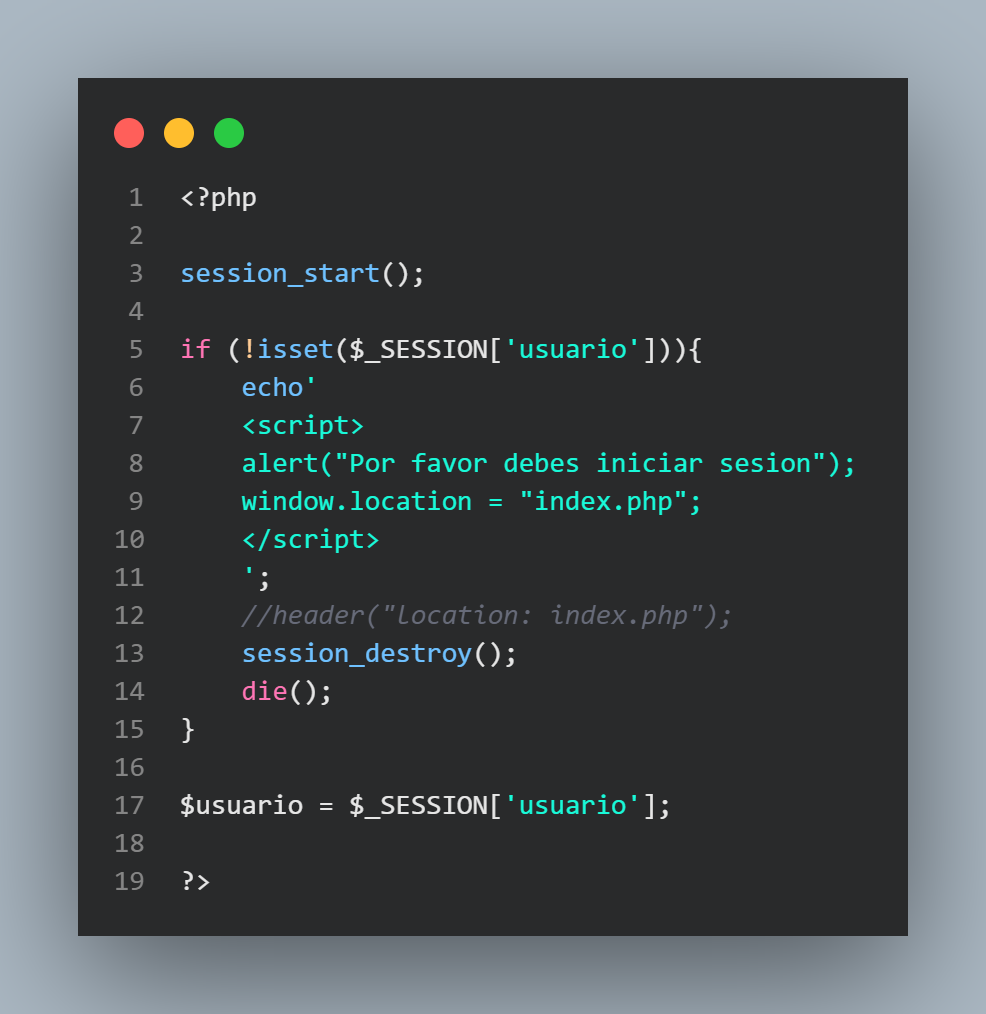 1 <?php
2
3 session_start();
4
5 if (!isset($_SESSION['usuario'])){
6     echo'
7     <script>
8     alert("Por favor debes iniciar sesion");
9     window.location = "index.php";
10     </script>
11     ';
12     //header("location: index.php");
13     session_destroy();
14     die();
15 }
16
17 $usuario = $_SESSION['usuario'];
18
19 ?>